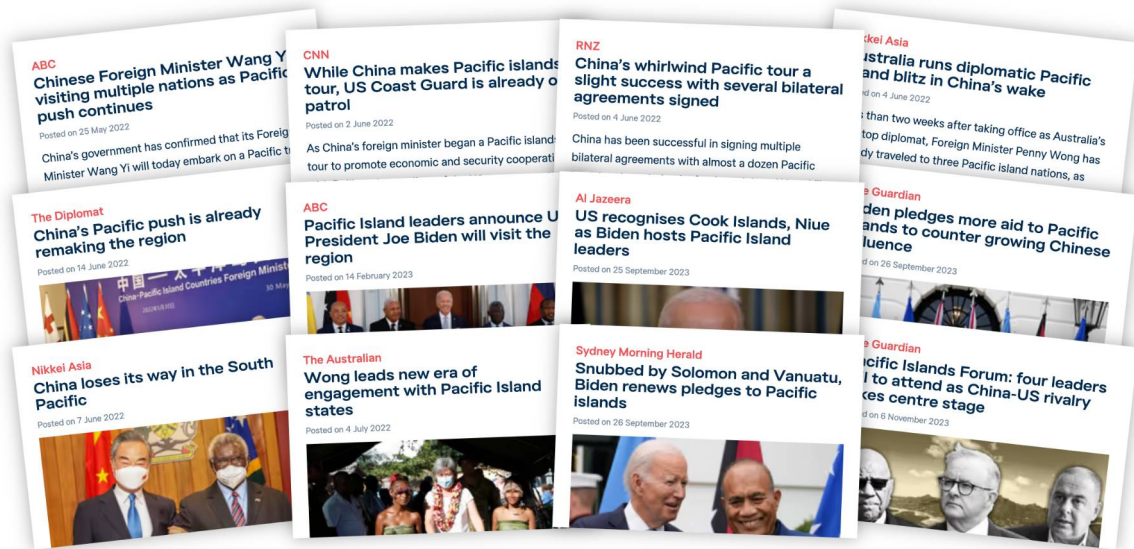 ABC
Chinese Foreign Minister Wang Y
visiting multiple nations as Pacific
push continues
Posted on 25 May 2022
China's government has confirmed that its Foreig
Minister Wang Yi will today embark on a Pacific t
CNN
While China makes Pacific islands
tour, US Coast Guard is already o
patrol
Posted on 2 June 2022
As China's foreign minister began a Pacific islands
tour to promote economic and security cooperati
RNZ
China's whirlwind Pacific tour a
slight success with several bilateral
agreements signed
Posted on 4 June 2022
China has been successful in signing multiple
bilateral agreements with almost a dozen Pacific
kkei Asia
ustralia runs diplomatic Pacific
and blitz in China's wake
ed on 4 June 2022
s than two weeks after taking office as Australia's
top diplomat, Foreign Minister Penny Wong has
dy traveled to three Pacific island nations, as
The Diplomat
China's Pacific push is already
remaking the region
Posted on 14 June 2022
China-Pacific Island Countries Foreign Minist
30 May
ABC
Pacific Island leaders announce U
President Joe Biden will visit the
region
Posted on 14 February 2023
Al Jazeera
US recognises Cook Islands, Niue
as Biden hosts Pacific Island
leaders
Posted on 25 September 2023
e Guardian
den pledges more aid to Pacific
ands to counter growing Chinese
luence
ed on 26 September 2023
Nikkei Asia
China loses its way in the South
Pacific
Posted on 7 June 2022
The Australian
Wong leads new era of
engagement with Pacific Island
states
Posted on 4 July 2022
Sydney Morning Herald
Snubbed by Solomon and Vanuatu,
Biden renews pledges to Pacific
islands
Posted on 26 September 2023
e Guardian
acific Islands Forum: four leaders
l to attend as China-US rivalry
kes centre stage
ed on 6 November 2023